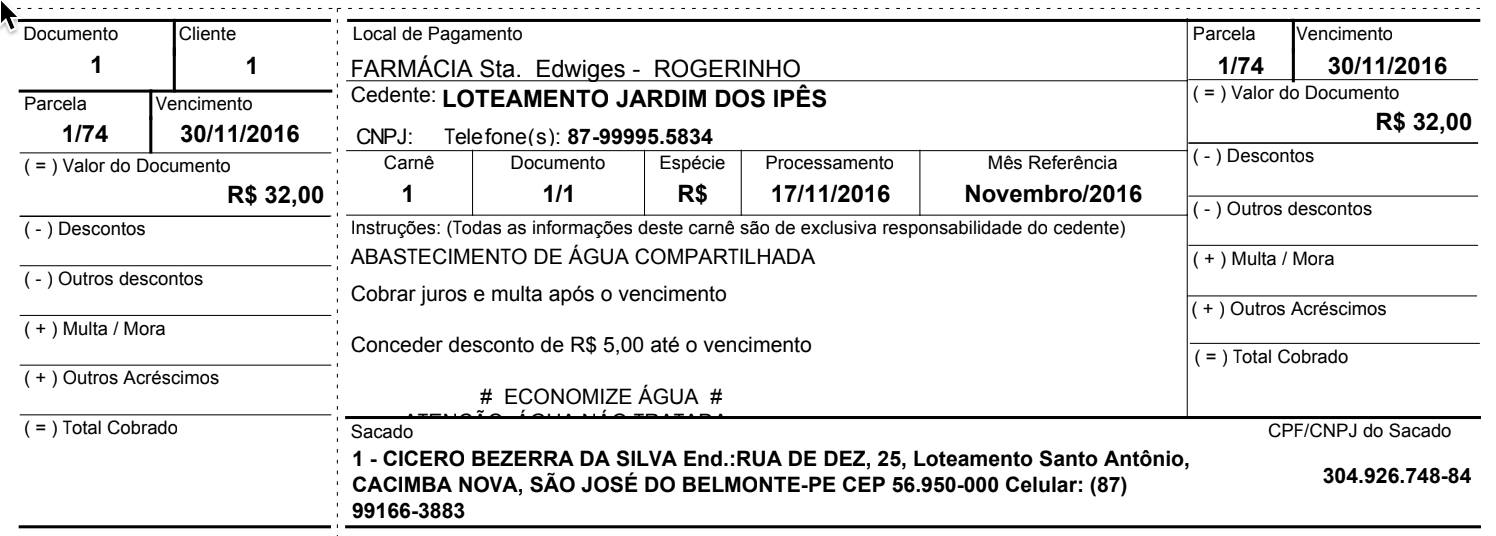 Documento Cliente
1 1
Parcela Vencimento
1/74 30/11/2016
( = ) Valor do Documento
R$ 32,00
( - ) Descontos
( - ) Outros descontos
( + ) Multa / Mora
( + ) Outros Acréscimos
( = ) Total Cobrado
Local de Pagamento
FARMÁCIA Sta. Edwiges - ROGERINHO
Cedente: LOTEAMENTO JARDIM DOS IPÊS
CNPJ: Telefone(s): 87-99995.5834
Carnê Documento Espécie Processamento Mês Referência
1 1/1 R$ 17/11/2016 Novembro/2016
Instruções: (Todas as informações deste carnê são de exclusiva responsabilidade do cedente)
ABASTECIMENTO DE ÁGUA COMPARTILHADA
Cobrar juros e multa após o vencimento
Conceder desconto de R$ 5,00 até o vencimento
# ECONOMIZE ÁGUA #
ATENÇÃO ÁGUA NÃO TRATADA
Parcela Vencimento
1/74 30/11/2016
( = ) Valor do Documento
R$ 32,00
( - ) Descontos
( - ) Outros descontos
( + ) Multa / Mora
( + ) Outros Acréscimos
( = ) Total Cobrado
Sacado CPF/CNPJ do Sacado
1 - CICERO BEZERRA DA SILVA End.:RUA DE DEZ, 25, Loteamento Santo Antônio,
CACIMBA NOVA, SÃO JOSÉ DO BELMONTE-PE CEP 56.950-000 Celular: (87)
99166-3883
304.926.748-84